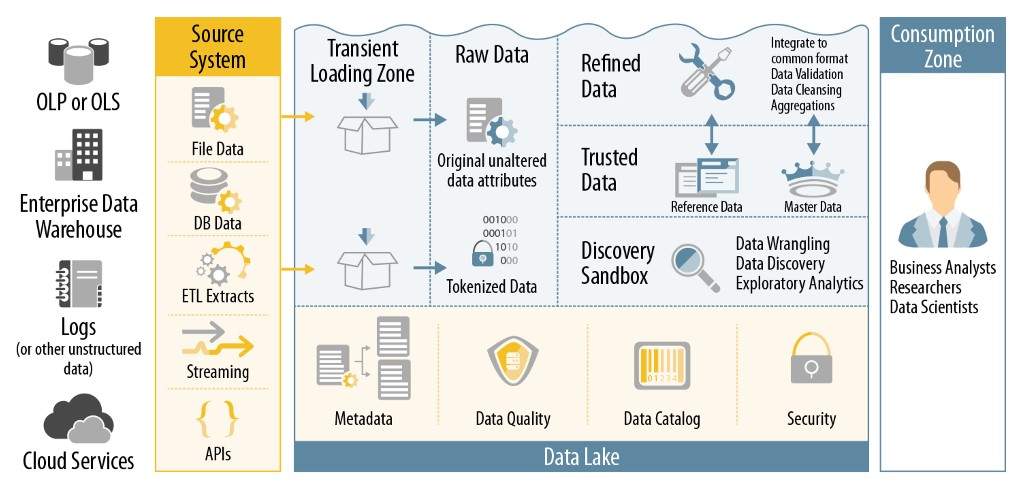 OLP or OLS
Enterprise Data
Warehouse
Logs
(or other unstructured
data)
Cloud Services
Source
System
File Data
DB Data
ETL Extracts
Streaming
{ }
APIs
Transient
Loading Zone
Raw Data
Original unaltered
data attributes
001000
000101
1010
000
Tokenized Data
Refined
Data
Integrate to
common format
Data Validation
Data Cleansing
Aggregations
Trusted
Data
Reference Data
Master Data
Discovery
Sandbox
Data Wrangling
Data Discovery
Exploratory Analytics
Metadata
Data Quality
01234
Data Catalog
Security
Data Lake
Consumption
Zone
Business Analysts
Researchers
Data Scientists